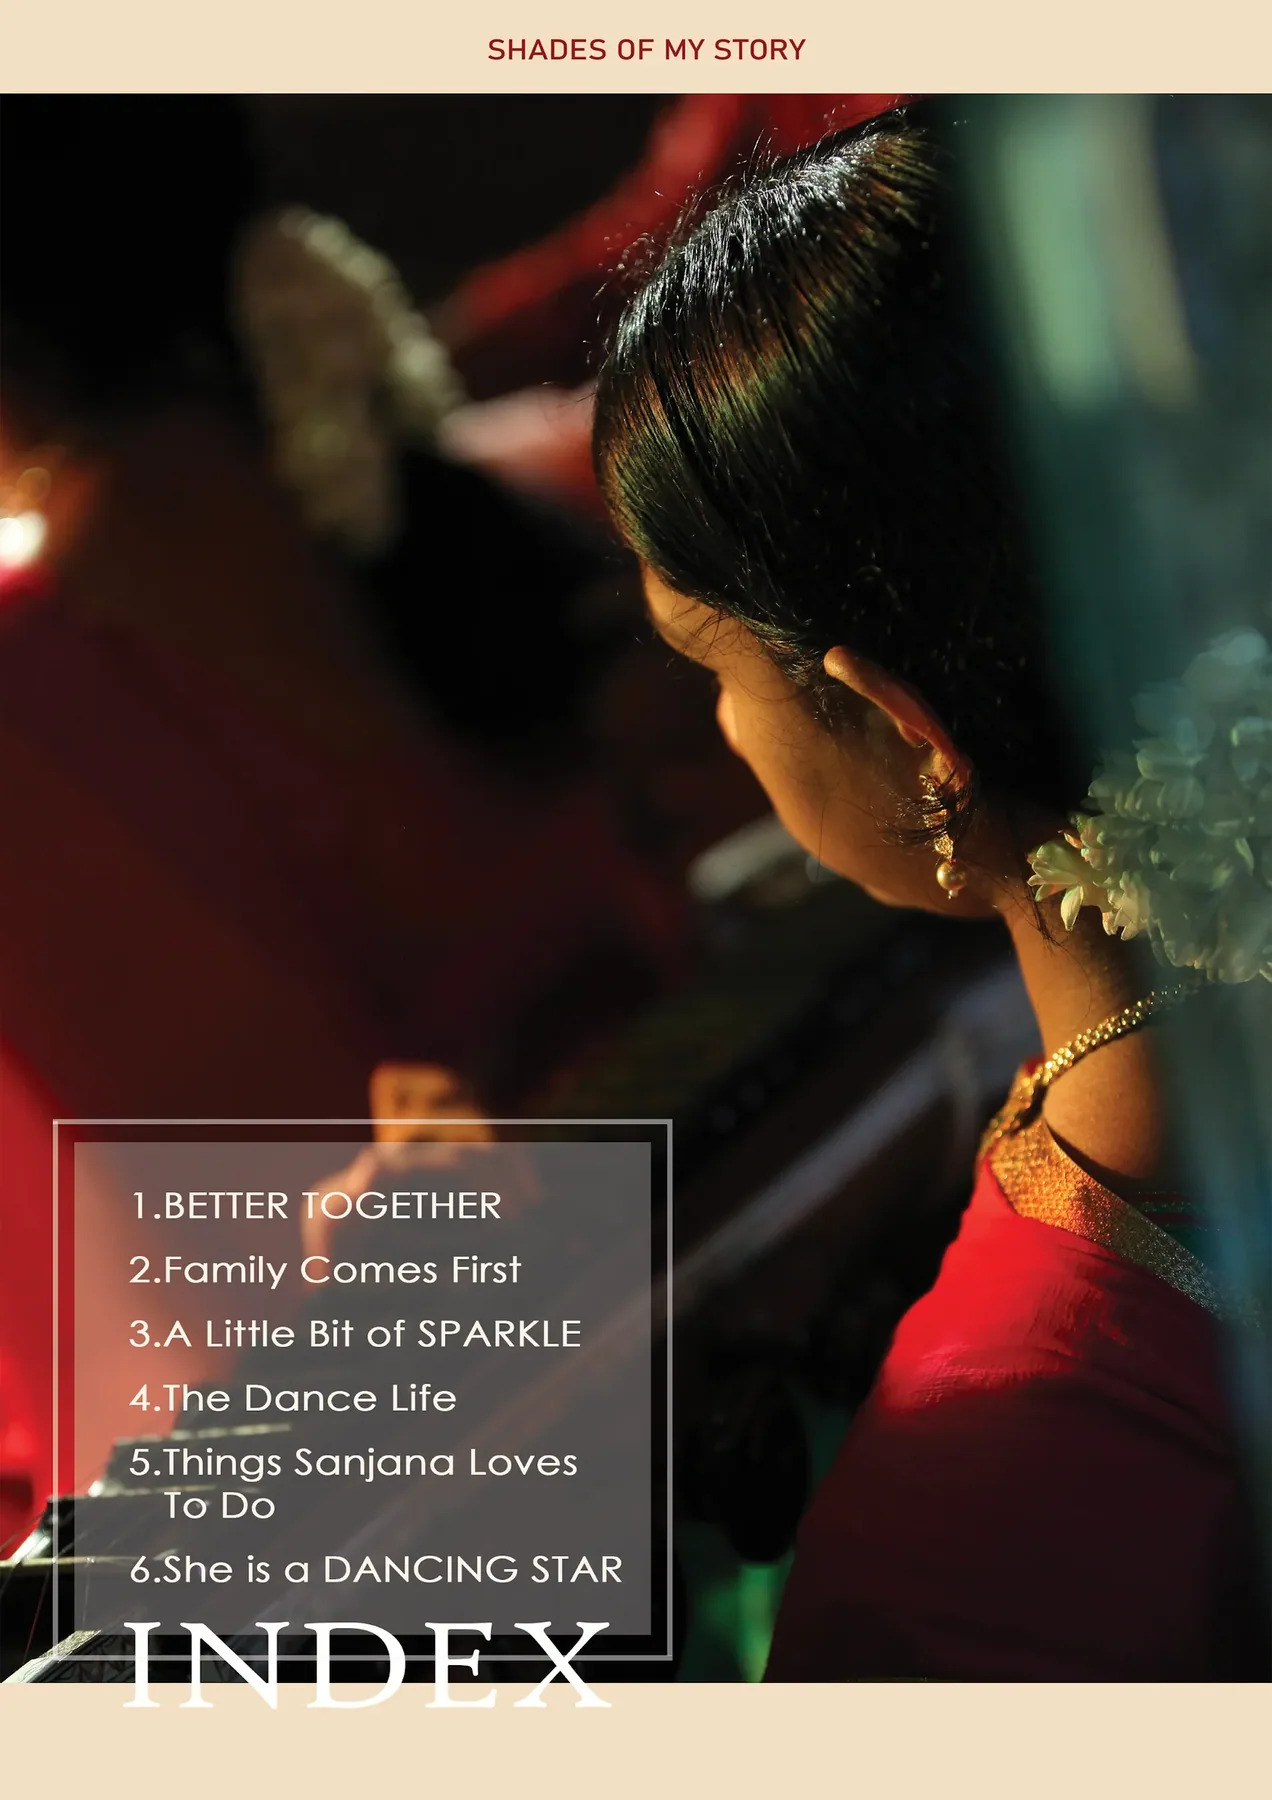 SHADES OF MY STORY
1.BETTER TOGETHER
2.Family Comes First
3.A Little Bit of SPARKLE
4.The Dance Life
5.Things Sanjana Loves
To Do
6.She is a DANCING STAR
INDEX